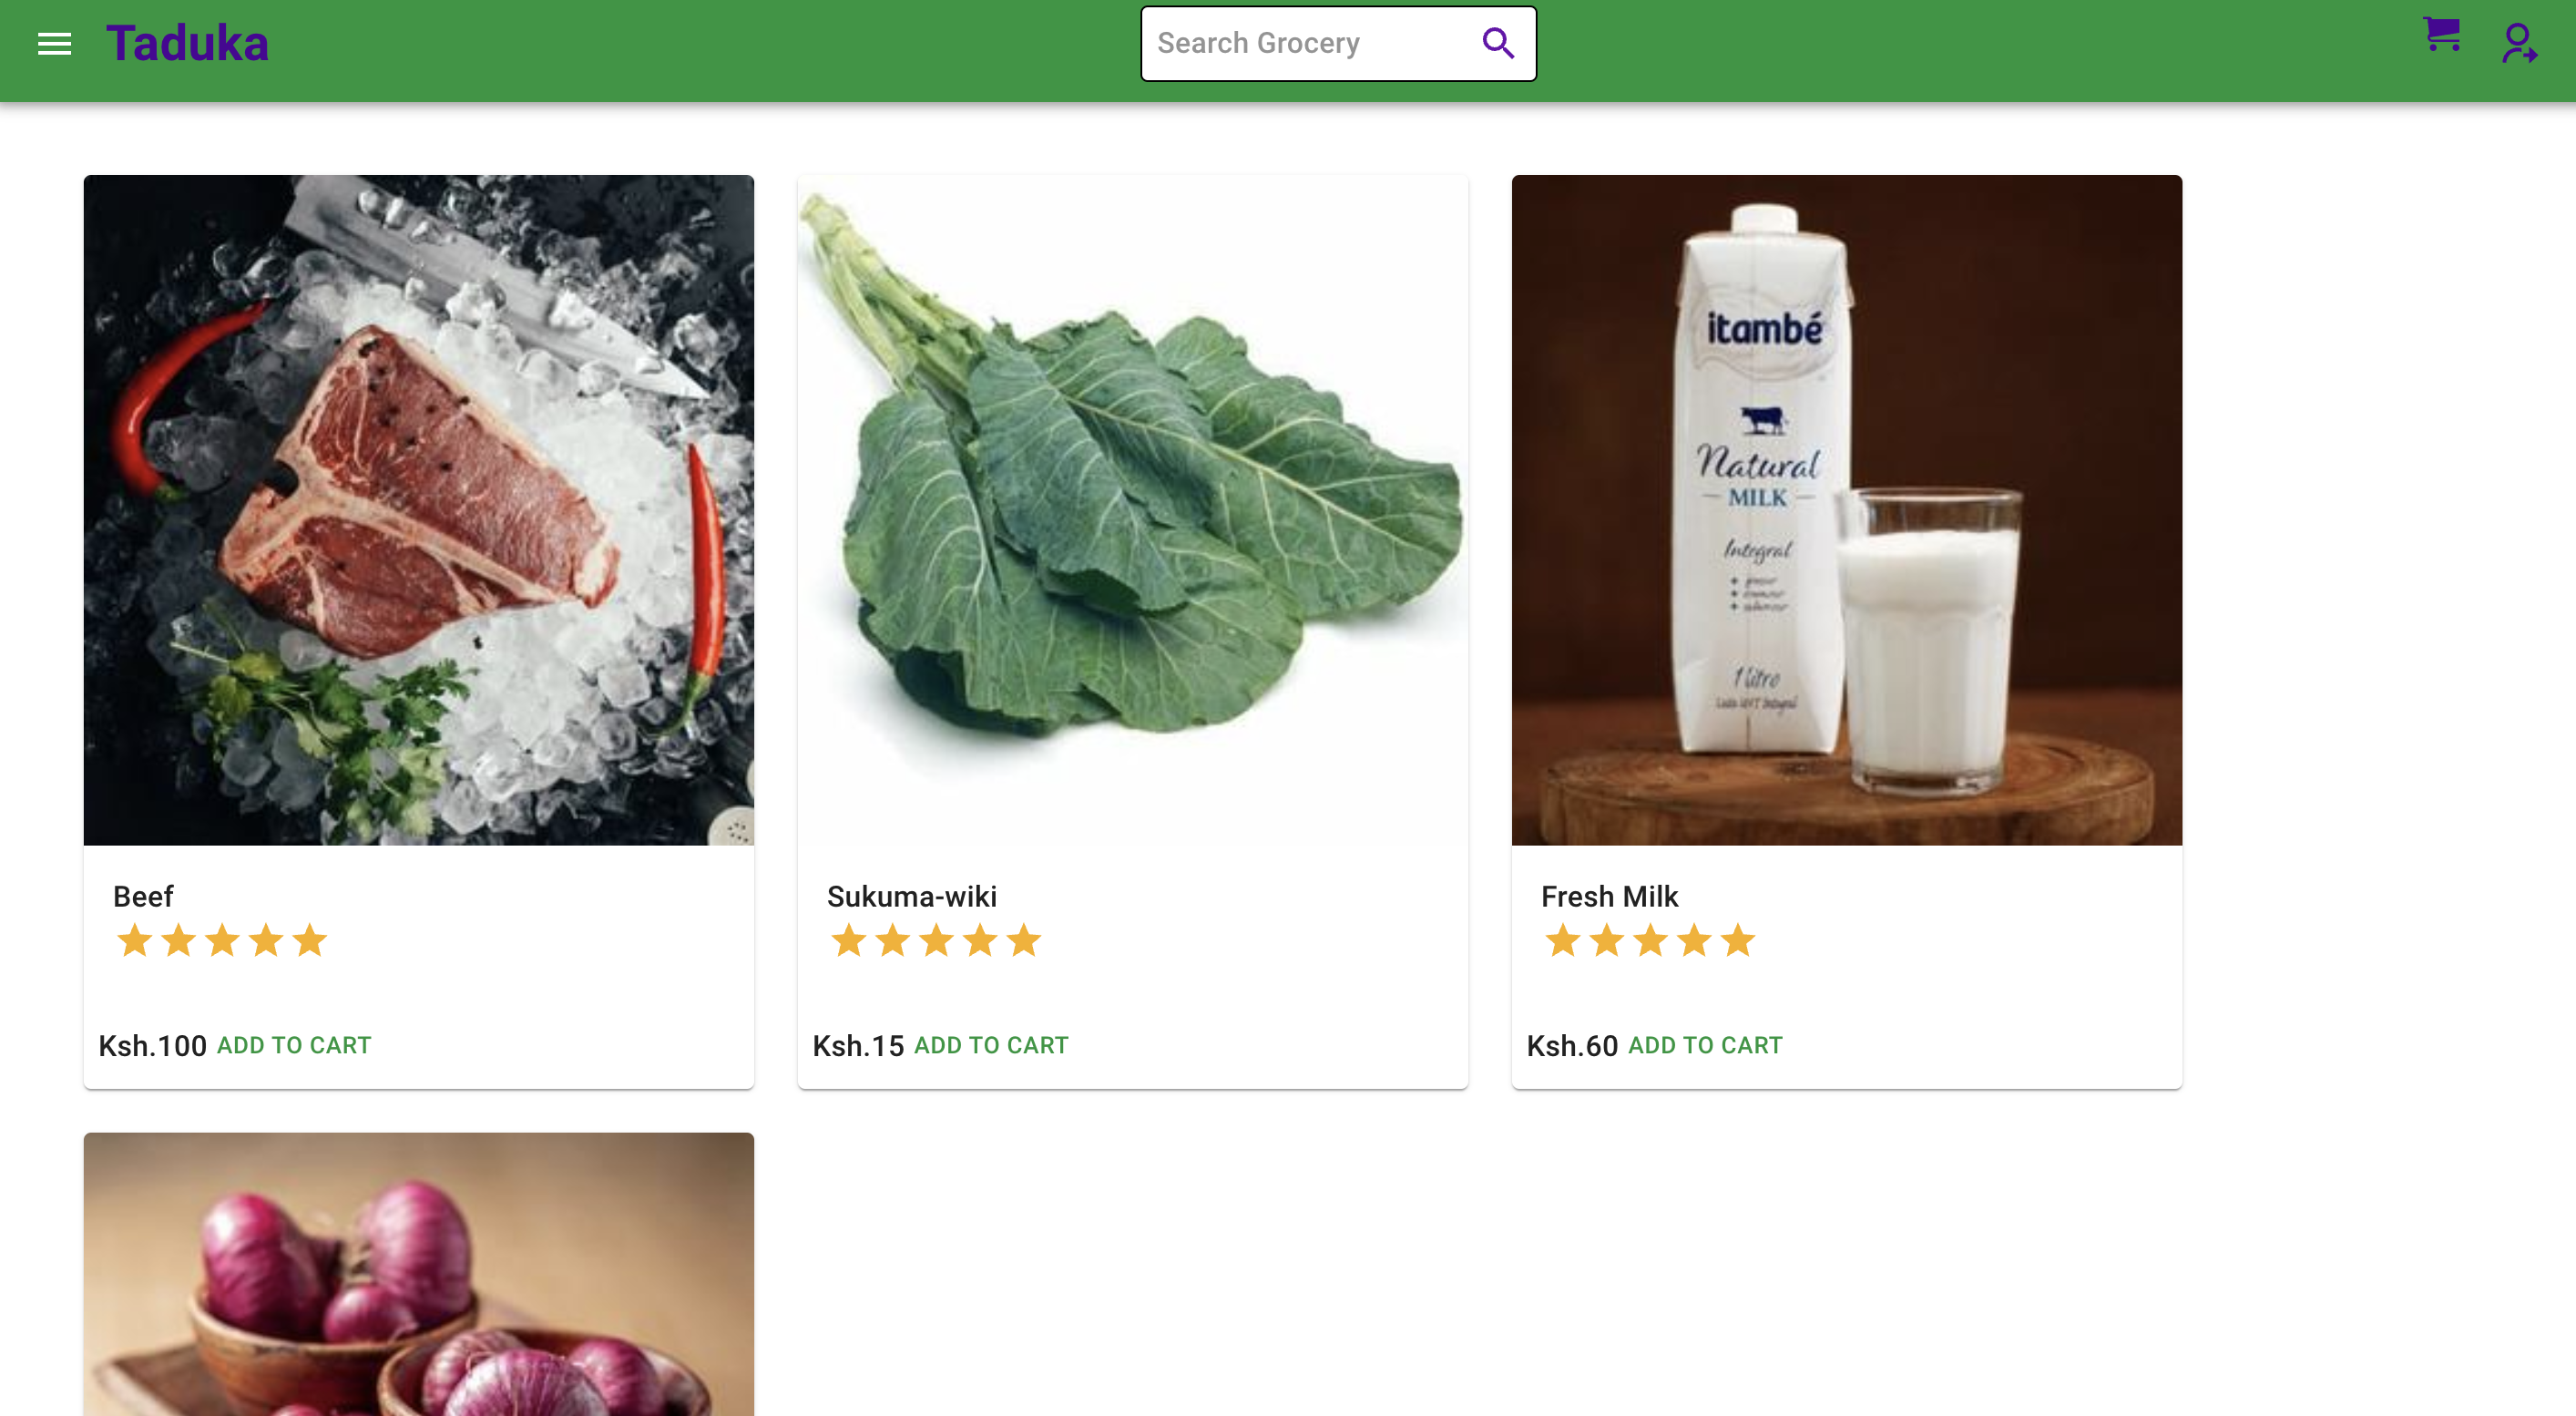 Taduka
Search Grocery
itambé
Natural
MILK
Integral
1 litro
Beef
Sukuma-wiki
Fresh Milk
Ksh.100 ADD TO CART
Ksh.15 ADD TO CART
Ksh.60 ADD TO CART